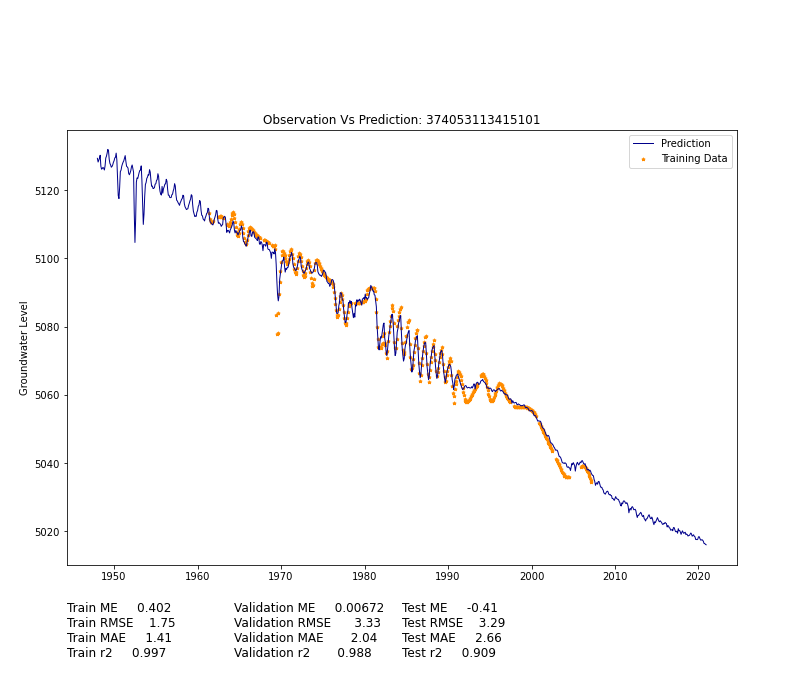 Observation Vs Prediction: 374053113415101
Prediction
Training Data
Groundwater Level
5120
5100
5080
5060
5040
5020
1950 1960 1970 1980 1990 2000 2010 2020
Train ME 0.402 Validation ME 0.00672 Test ME -0.41
Train RMSE 1.75 Validation RMSE 3.33 Test RMSE 3.29
Train MAE 1.41 Validation MAE 2.04 Test MAE 2.66
Train r2 0.997 Validation r2 0.988 Test r2 0.909